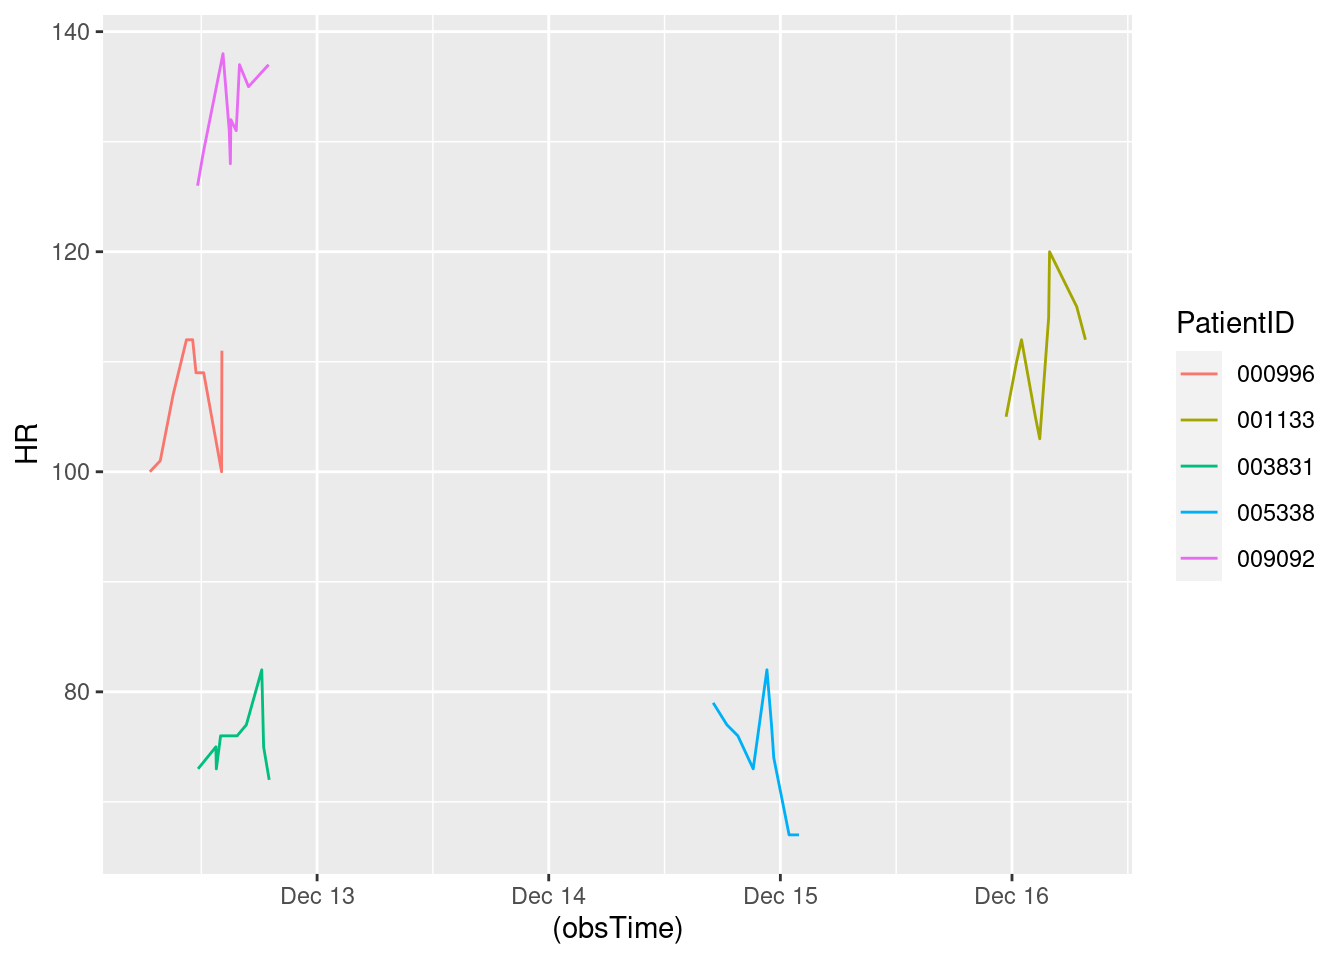 140
120
100
80
HR
Dec 13
Dec 14
Dec 15
Dec 16
(obsTime)
PatientID
000996
001133
003831
005338
009092